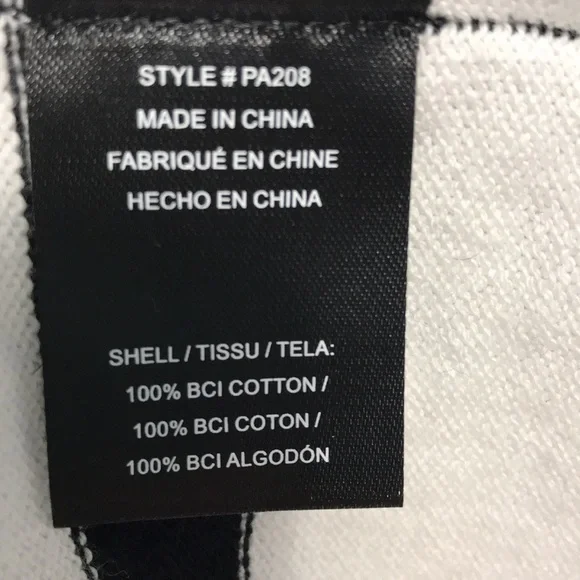 STYLE # PA208
MADE IN CHINA
FABRIQUÉ EN CHINE
HECHO EN CHINA
SHELL / TISSU / TELA:
100% BCI COTTON /
100% BCI COTON /
100% BCI ALGODÓN